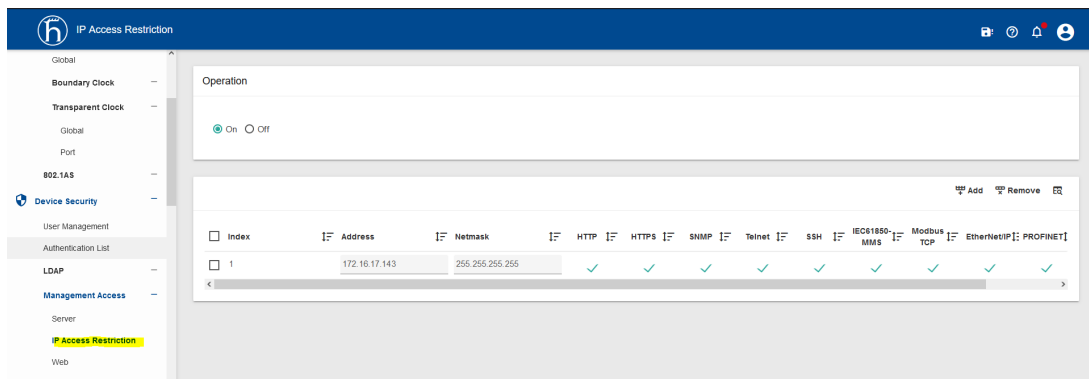 IP Access Restriction
Global
Boundary Clock
Transparent Clock
Global
Port
802.1AS
Device Security
User Management
Authentication List
LDAP
Management Access
Server
IP Access Restriction
Web
Operation
On Off
Add Remove
Index Address Netmask HTTP HTTPS SNMP Telnet SSH IEC61850-MMS Modbus TCP EtherNet/IP PROFINET
1 172.16.17.143 255.255.255.255